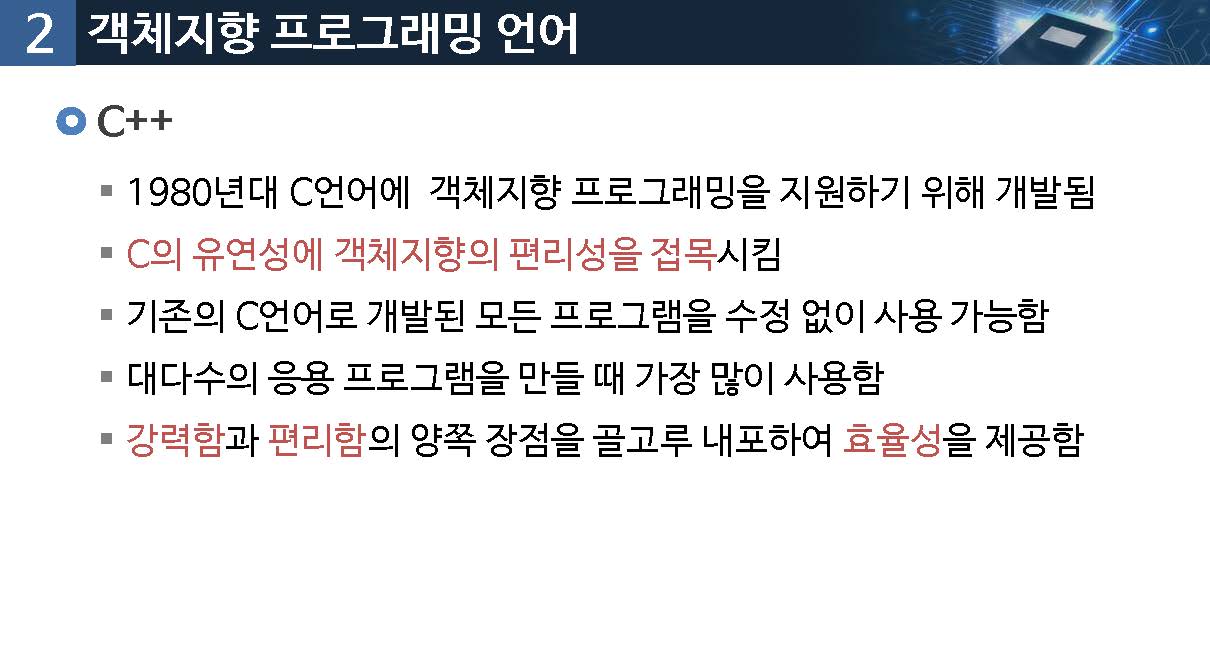 2 객체지향 프로그래밍 언어
C++
1980년대 C언어에 객체지향 프로그래밍을 지원하기 위해 개발됨
C의 유연성에 객체지향의 편리성을 접목시킴
기존의 C언어로 개발된 모든 프로그램을 수정 없이 사용 가능함
대다수의 응용 프로그램을 만들 때 가장 많이 사용함
강력함과 편리함의 양쪽 장점을 골고루 내포하여 효율성을 제공함